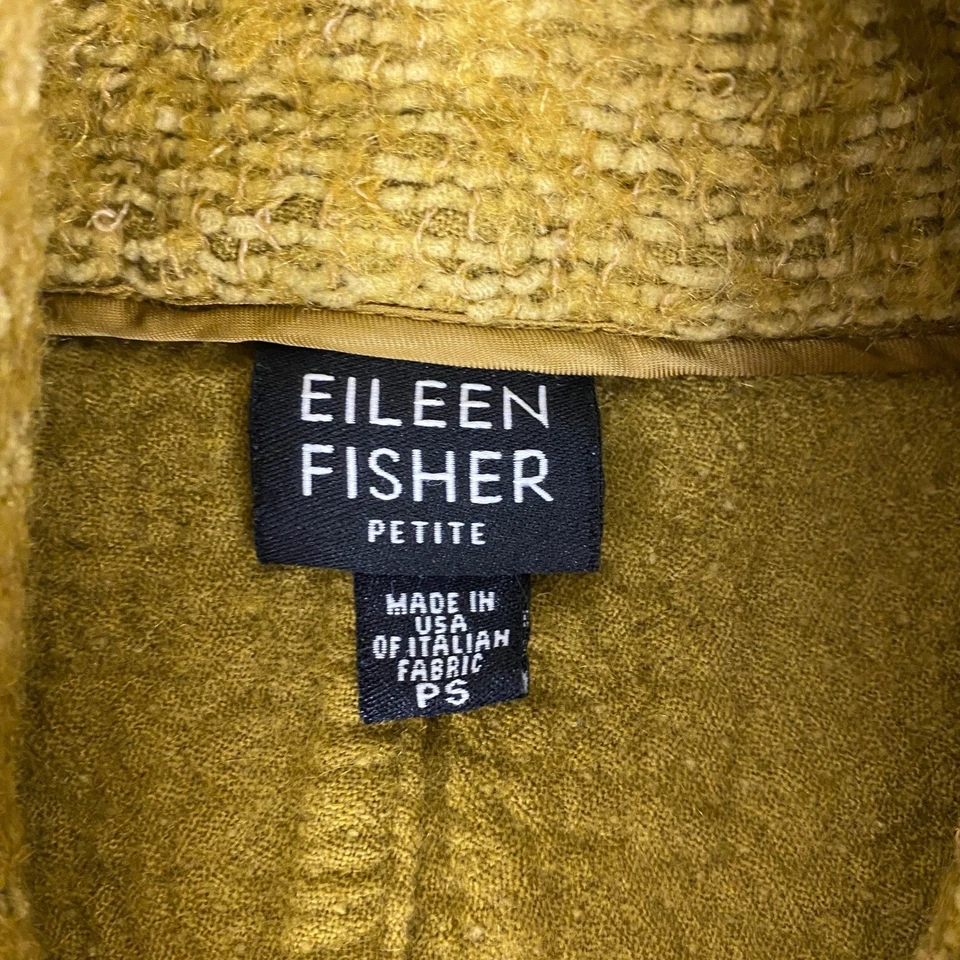 EILEEN
FISHER
PETITE
MADE IN
USA
OF ITALIAN
FABRIC
PS